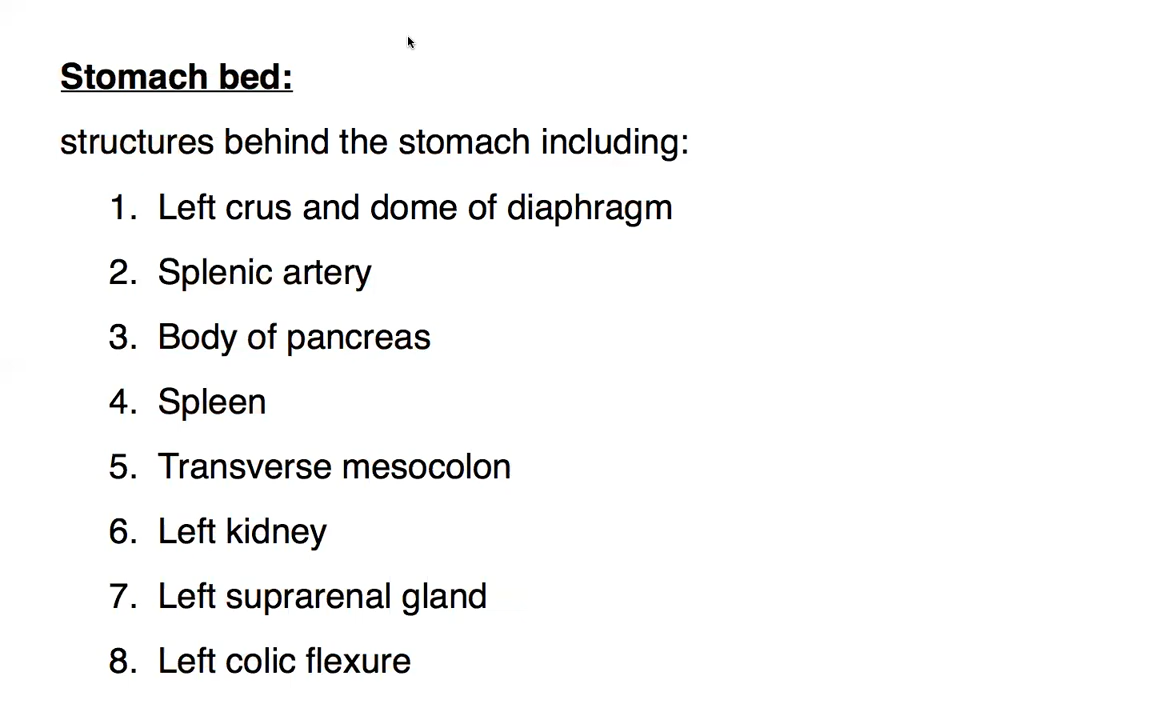 Stomach bed:
structures behind the stomach including:
1. Left crus and dome of diaphragm
2. Splenic artery
3. Body of pancreas
4. Spleen
5. Transverse mesocolon
6. Left kidney
7. Left suprarenal gland
8. Left colic flexure